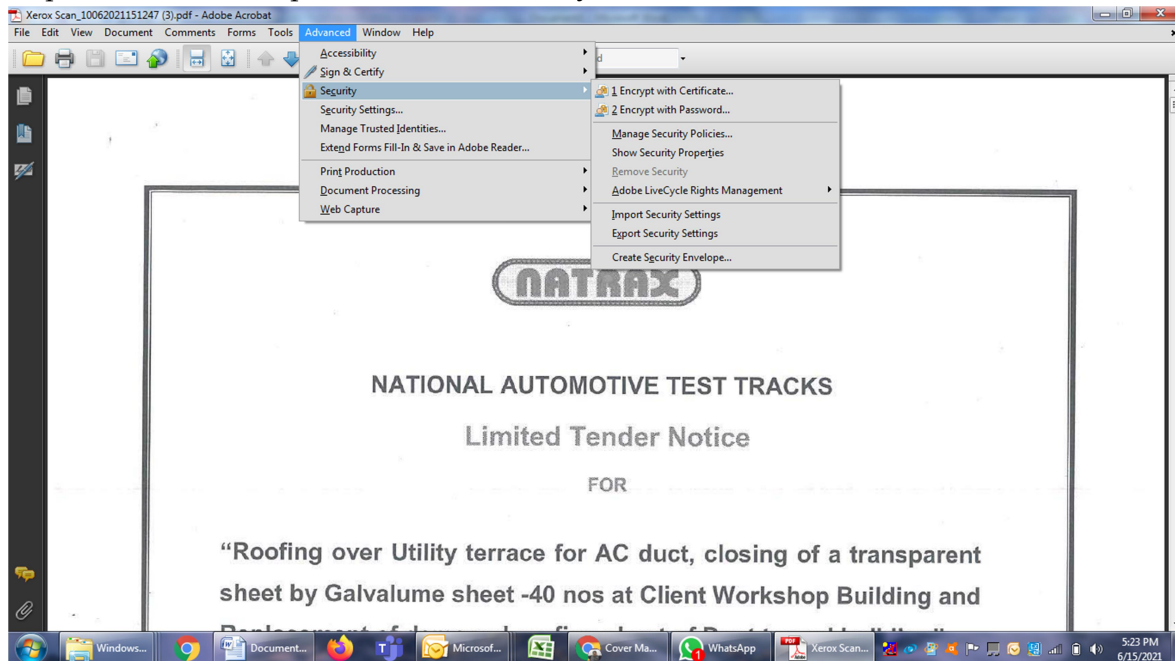 Xerox Scan_10062021151247 (3).pdf - Adobe Acrobat
File Edit View Document Comments Forms Tools Advanced Window Help
Accessibility
Sign & Certify
Security
Security Settings...
Manage Trusted Identities...
Extend Forms Fill-In & Save in Adobe Reader...
Print Production
Document Processing
Web Capture
1 Encrypt with Certificate...
2 Encrypt with Password...
Manage Security Policies...
Show Security Properties
Remove Security
Adobe LiveCycle Rights Management
Import Security Settings
Export Security Settings
Create Security Envelope...
NATRAX
NATIONAL AUTOMOTIVE TEST TRACKS
Limited Tender Notice
FOR
“Roofing over Utility terrace for AC duct, closing of a transparent
sheet by Galvalume sheet -40 nos at Client Workshop Building and
Windows... Document... Microsof... Cover Ma... WhatsApp Xerox Scan...
5:23 PM
6/15/2021